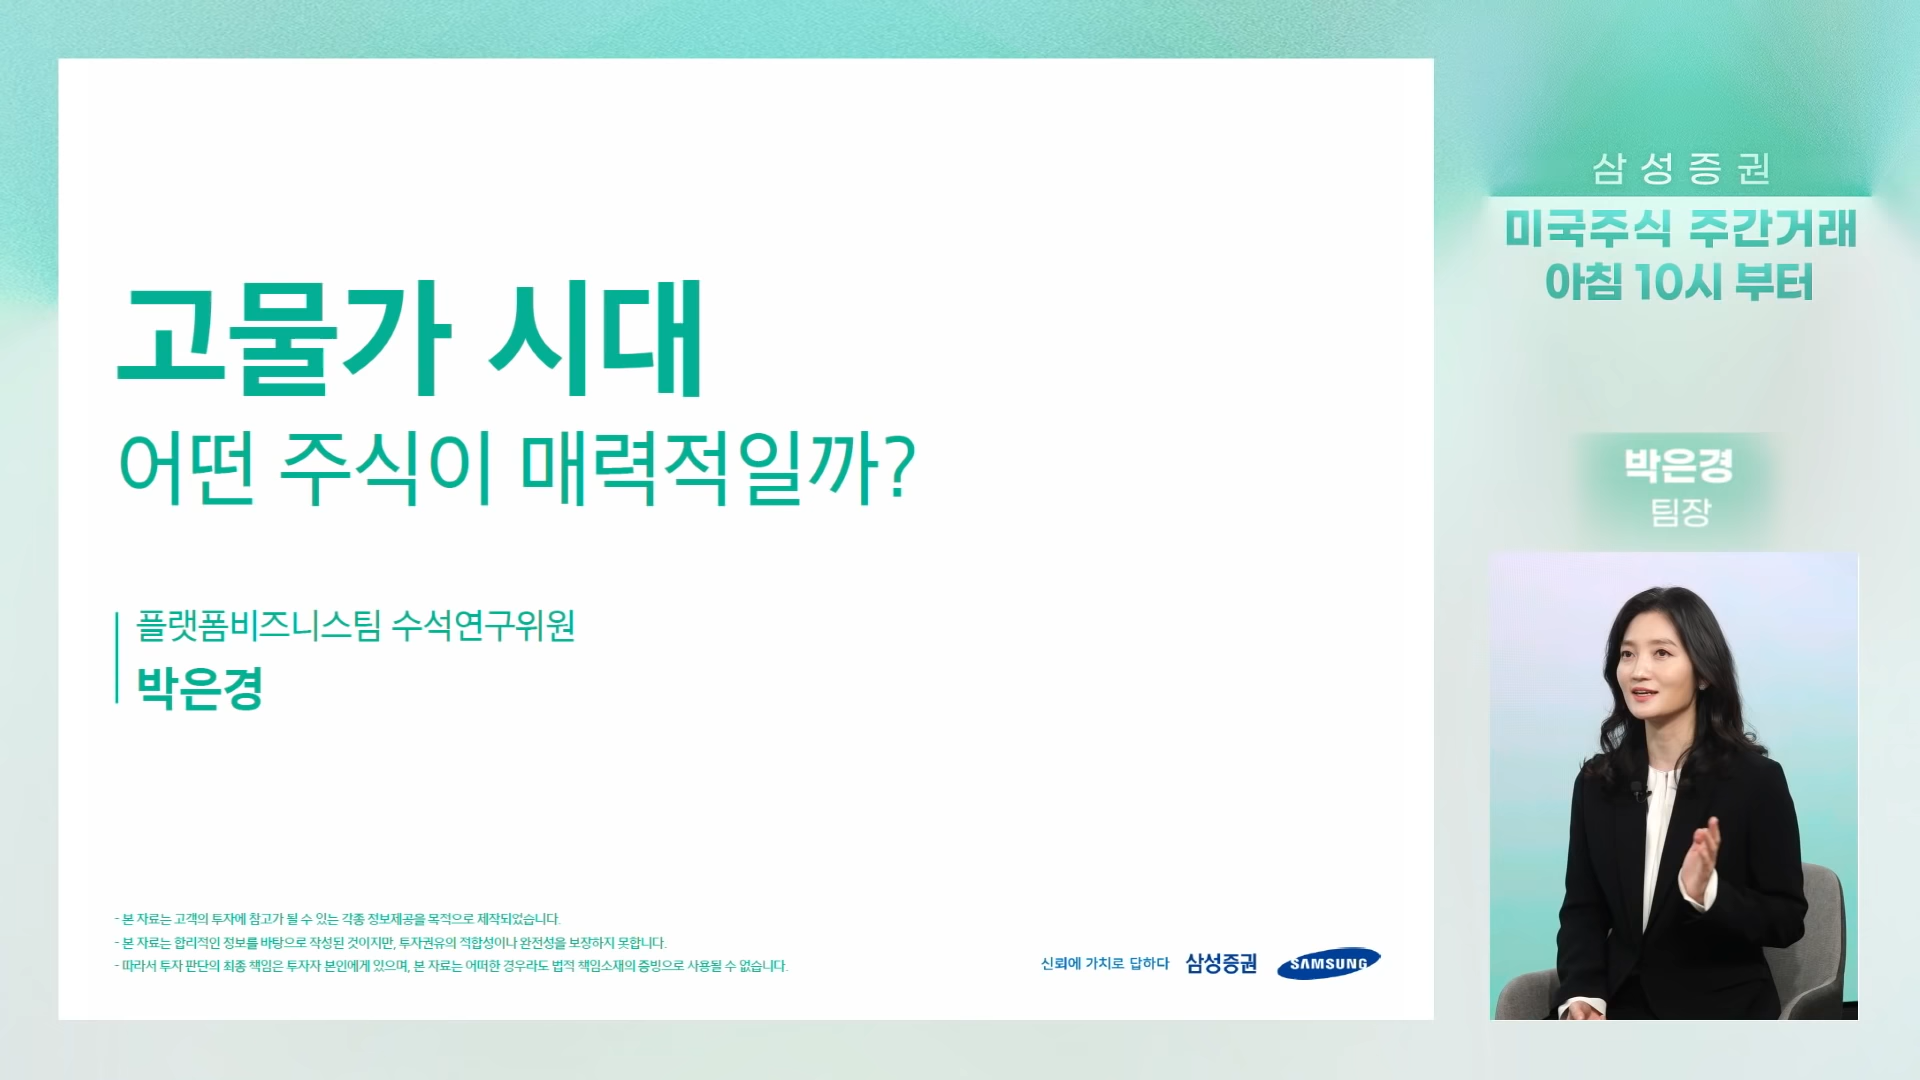 고물가 시대
어떤 주식이 매력적일까?
플랫폼비즈니스팀 수석연구위원
박은경
- 본 자료는 고객의 투자에 참고가 될 수 있는 각종 정보제공을 목적으로 제작되었습니다.
- 본 자료는 합리적인 정보를 바탕으로 작성된 것이지만, 투자권유의 적합성이나 완전성을 보장하지 못합니다.
- 따라서 투자 판단의 최종 책임은 투자자 본인에게 있으며, 본 자료는 어떠한 경우라도 법적 책임소재의 증빙으로 사용될 수 없습니다.
신뢰에 가치로 답하다 삼성증권 SAMSUNG
삼성증권
미국주식 주간거래
아침 10시 부터
박은경
팀장